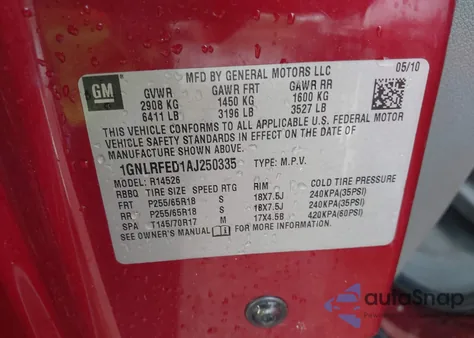 MFD BY GENERAL MOTORS LLC 05/10
GM
GVWR GAWR FRT GAWR RR
2908 KG 1450 KG 1600 KG
6411 LB 3196 LB 3527 LB
THIS VEHICLE CONFORMS TO ALL APPLICABLE U.S. FEDERAL MOTOR
VEHICLE SAFETY STANDARDS IN EFFECT ON THE DATE OF
MANUFACTURE SHOWN ABOVE.
1GNLRFED1AJ250335 TYPE: M.P.V.
MODEL: R14526
RBBQ TIRE SIZE SPEED RTG RIM COLD TIRE PRESSURE
FRT P255/65R18 S 18X7.5J 240KPA(35PSI)
RR P255/65R18 S 18X7.5J 240KPA(35PSI)
SPA T145/70R17 M 17X4.5B 420KPA(60PSI)
SEE OWNER'S MANUAL FOR ADDITIONAL INFORMATION.
autoSnap